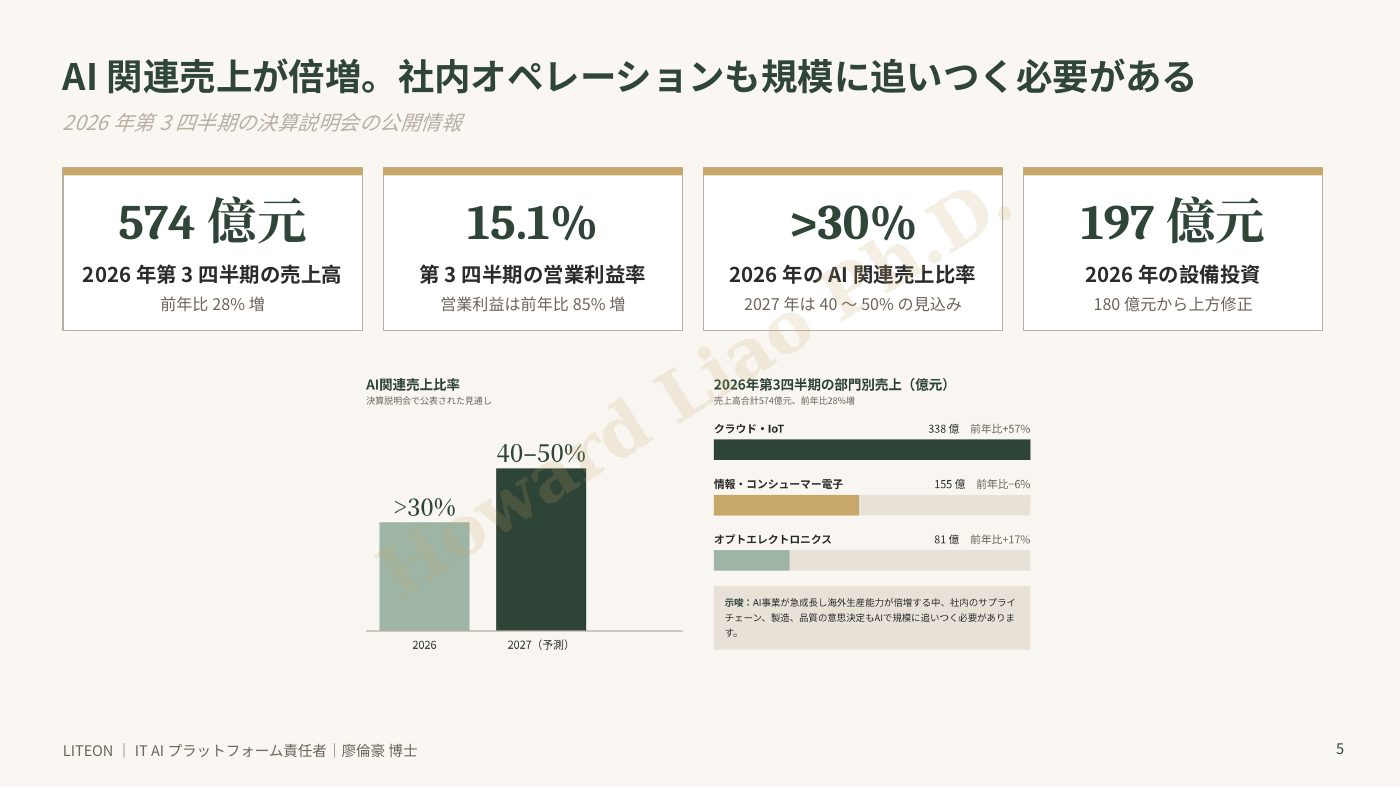 AI 関連売上が倍増。社内オペレーションも規模に追いつく必要がある
2026 年第 3 四半期の決算説明会の公開情報
574 億元
2026 年第 3 四半期の売上高
前年比 28% 増
15.1%
第 3 四半期の営業利益率
営業利益は前年比 85% 増
>30%
2026 年の AI 関連売上比率
2027 年は 40 ～ 50% の見込み
197 億元
2026 年の設備投資
180 億元から上方修正
Howard Liao Ph.D.
AI関連売上比率
決算説明会で公表された見通し
>30%
40–50%
2026
2027（予測）
2026年第3四半期の部門別売上（億元）
売上高合計574億元、前年比28%増
クラウド・IoT 338 億 前年比+57%
情報・コンシューマー電子 155 億 前年比−6%
オプトエレクトロニクス 81 億 前年比+17%
示唆：AI事業が急成長し海外生産能力が倍増する中、社内のサプライ
チェーン、製造、品質の意思決定もAIで規模に追いつく必要がありま
す。
LITEON ｜ IT AI プラットフォーム責任者｜廖倫豪 博士
5